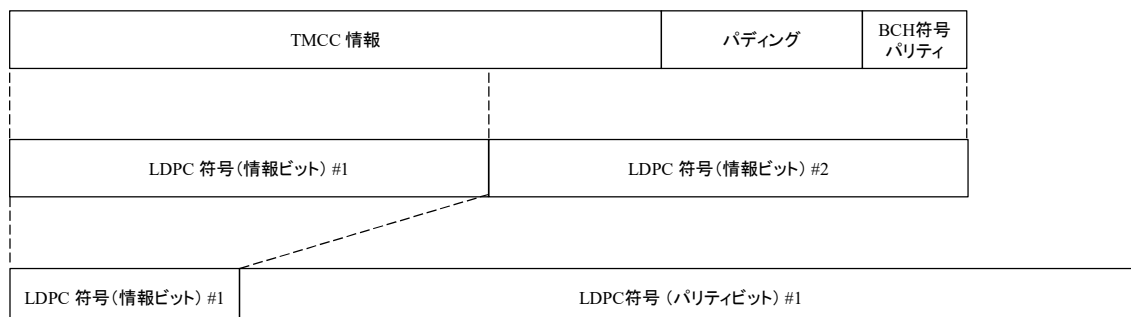 TMCC 情報
パディング
BCH符号
パリティ
LDPC 符号(情報ビット) #1
LDPC 符号(情報ビット) #2
LDPC 符号(情報ビット) #1
LDPC符号 (パリティビット) #1